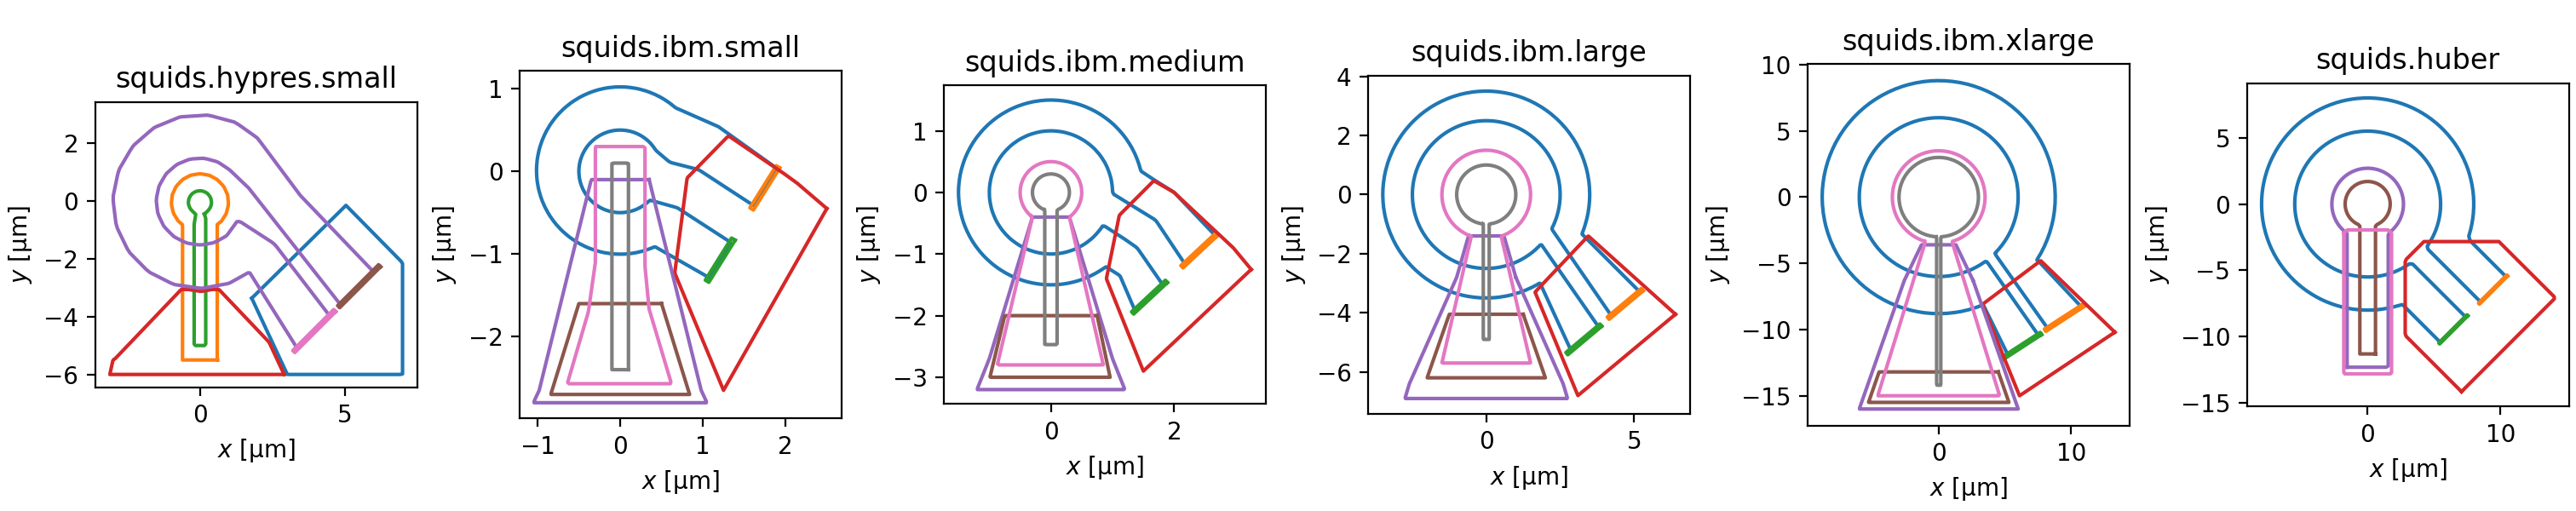 squids.hypres.small
2
0
−2
−4
−6
0
5
x [μm]
y [μm]
squids.ibm.small
1
0
−1
−2
−1
0
1
2
x [μm]
y [μm]
squids.ibm.medium
1
0
−1
−2
−3
0
2
x [μm]
y [μm]
squids.ibm.large
4
2
0
−2
−4
−6
0
5
x [μm]
y [μm]
squids.ibm.xlarge
10
5
0
−5
−10
−15
0
10
x [μm]
y [μm]
squids.huber
5
0
−5
−10
−15
0
10
x [μm]
y [μm]